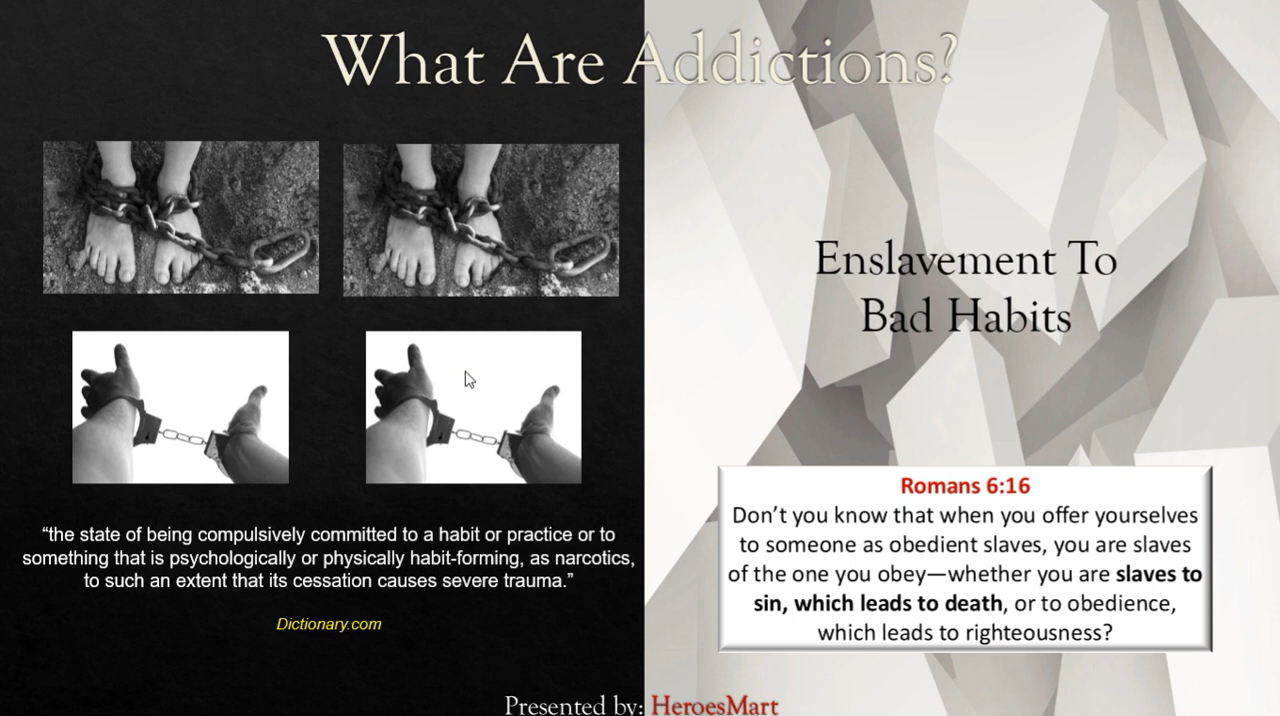 What Are Addictions?
“the state of being compulsively committed to a habit or practice or to
something that is psychologically or physically habit-forming, as narcotics,
to such an extent that its cessation causes severe trauma.”
Dictionary.com
Enslavement To
Bad Habits
Romans 6:16
Don’t you know that when you offer yourselves
to someone as obedient slaves, you are slaves
of the one you obey—whether you are slaves to
sin, which leads to death, or to obedience,
which leads to righteousness?
Presented by: HeroesMart